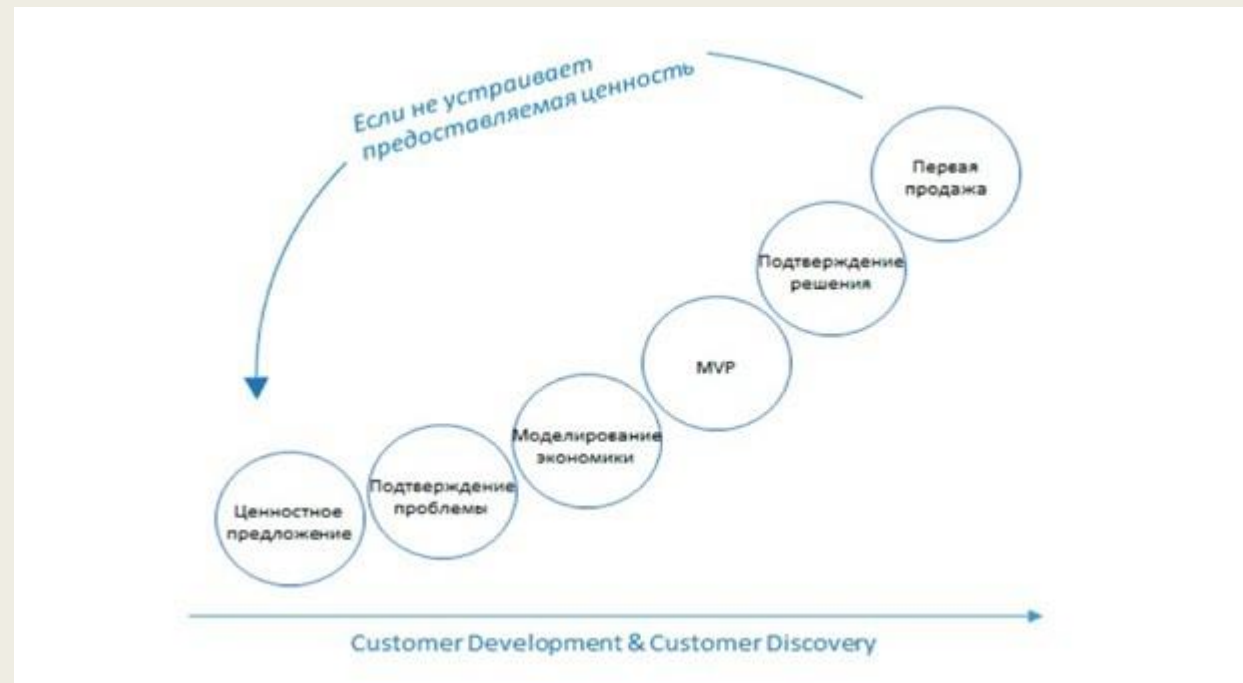 Если не устраивает
предоставляемая ценность
Первая
продажа
Подтверждение
решения
MVP
Моделирование
экономики
Подтверждение
проблемы
Ценностное
предложение
Customer Development & Customer Discovery